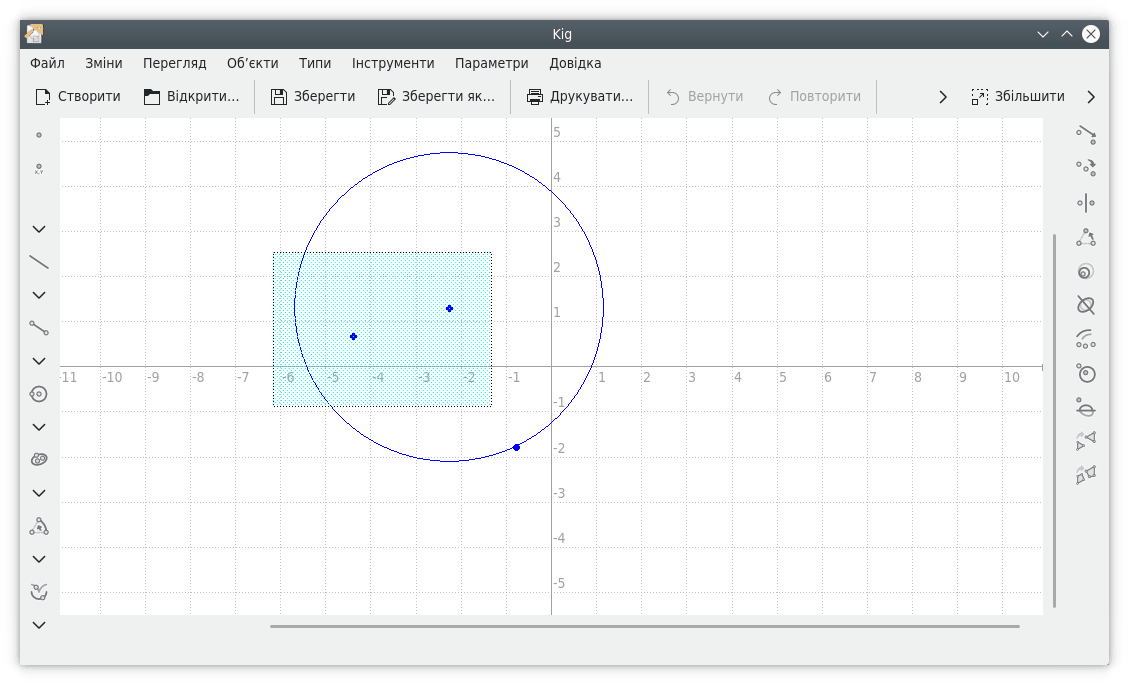 Kig
Файл Зміни Перегляд Об’єкти Типи Інструменти Параметри Довідка
Створити Відкрити... Зберегти Зберегти як... Друкувати... Вернути Повторити Збільшити
x,y
5
4
3
2
1
-11 -10 -9 -8 -7 -6 -5 -4 -3 -2 -1 1 2 3 4 5 6 7 8 9 10
-1
-2
-3
-4
-5